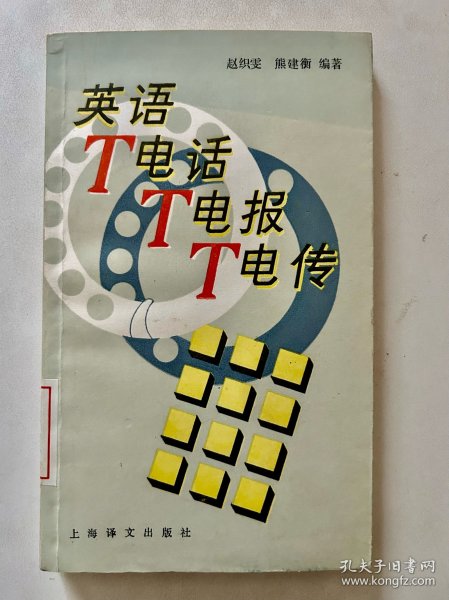 赵织雯 熊建衡 编著
英语
T电话
T电报
T电传
上海译文出版社
孔夫子旧书网
www.kongfz.com